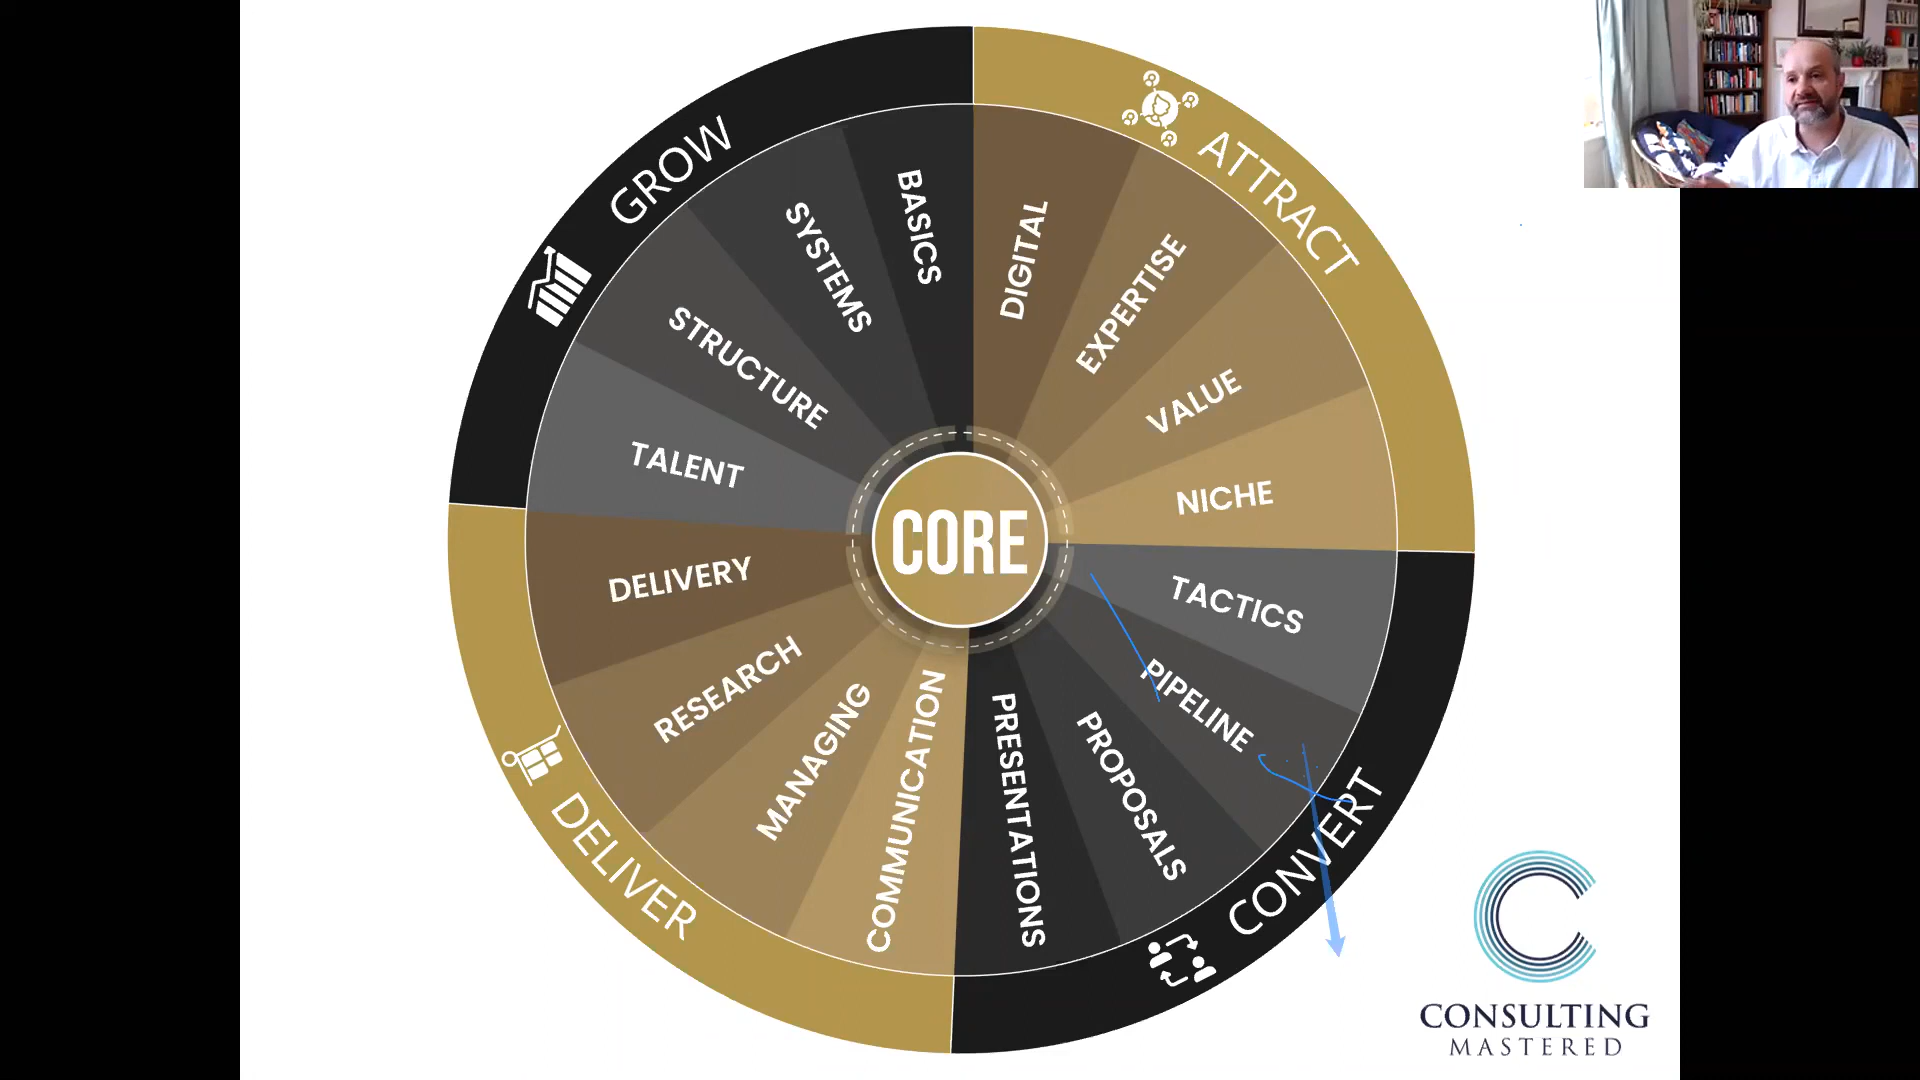 GROW
ATTRACT
BASICS
SYSTEMS
STRUCTURE
TALENT
DIGITAL
EXPERTISE
VALUE
NICHE
CORE
DELIVERY
RESEARCH
MANAGING
COMMUNICATION
TACTICS
PIPELINE
PROPOSALS
PRESENTATIONS
DELIVER
CONVERT
CONSULTING
MASTERED